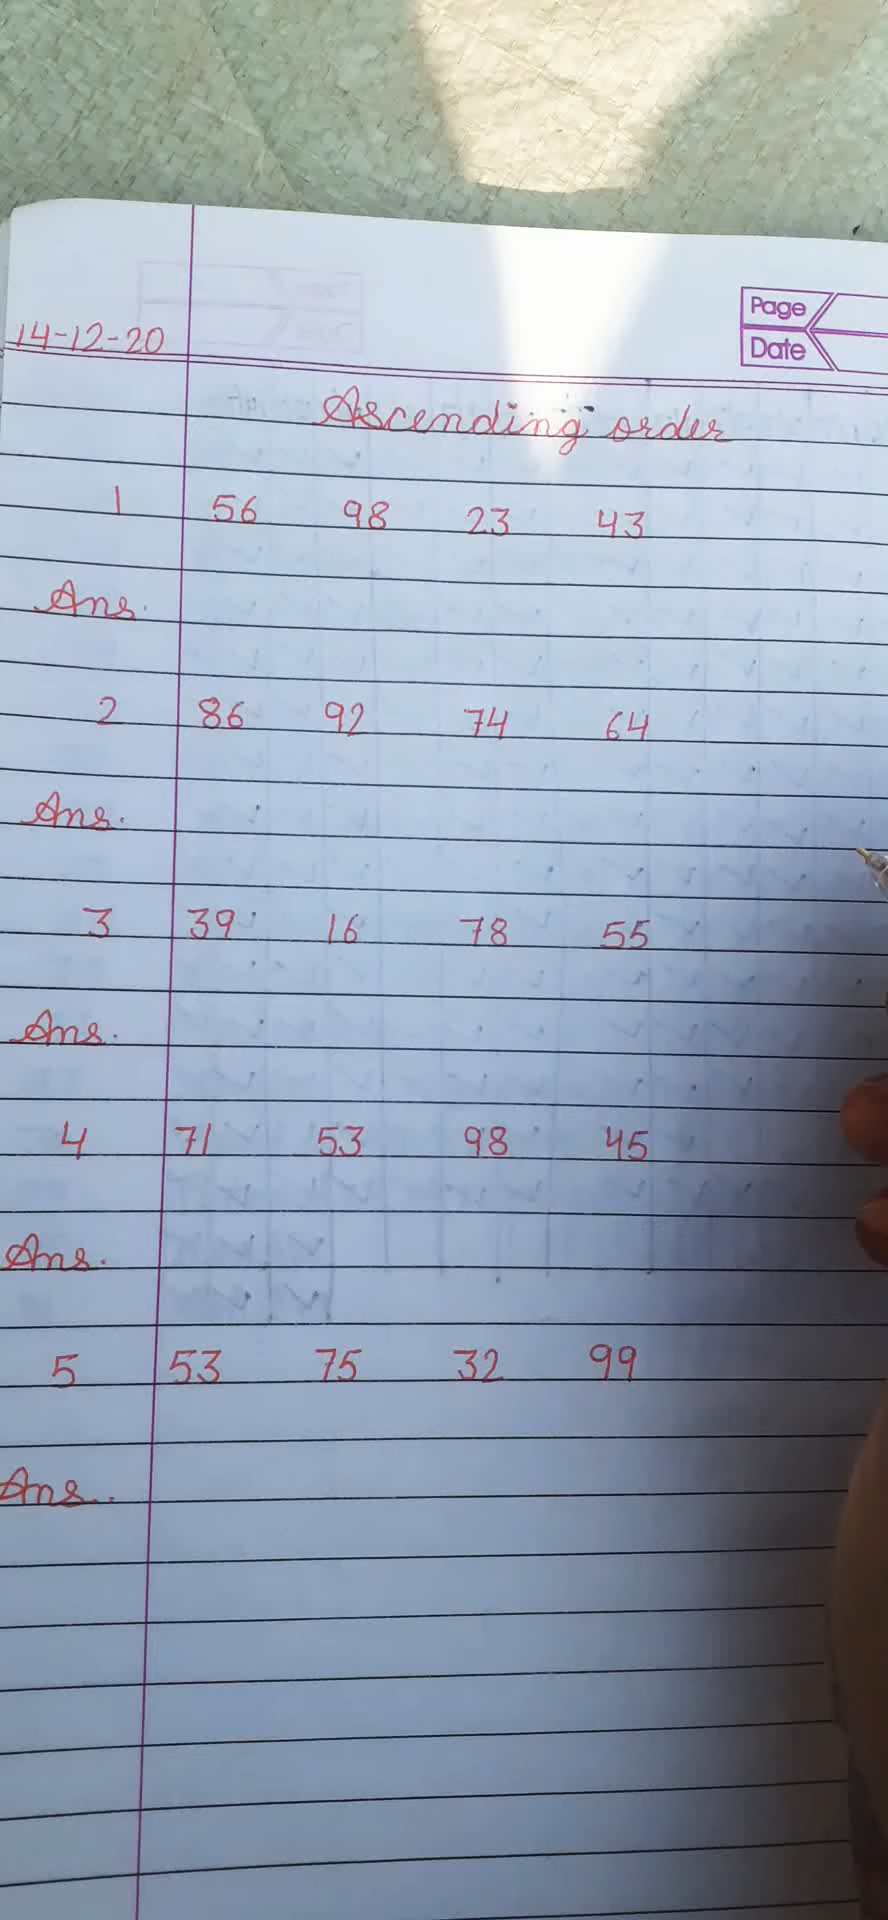 Page
14-12-20
Date
Ascending order
1 56 98 23 43
Ans.
2 86 92 74 64
Ans.
3 39 16 78 55
Ans.
4 71 53 98 45
Ans.
5 53 75 32 99
Ans.